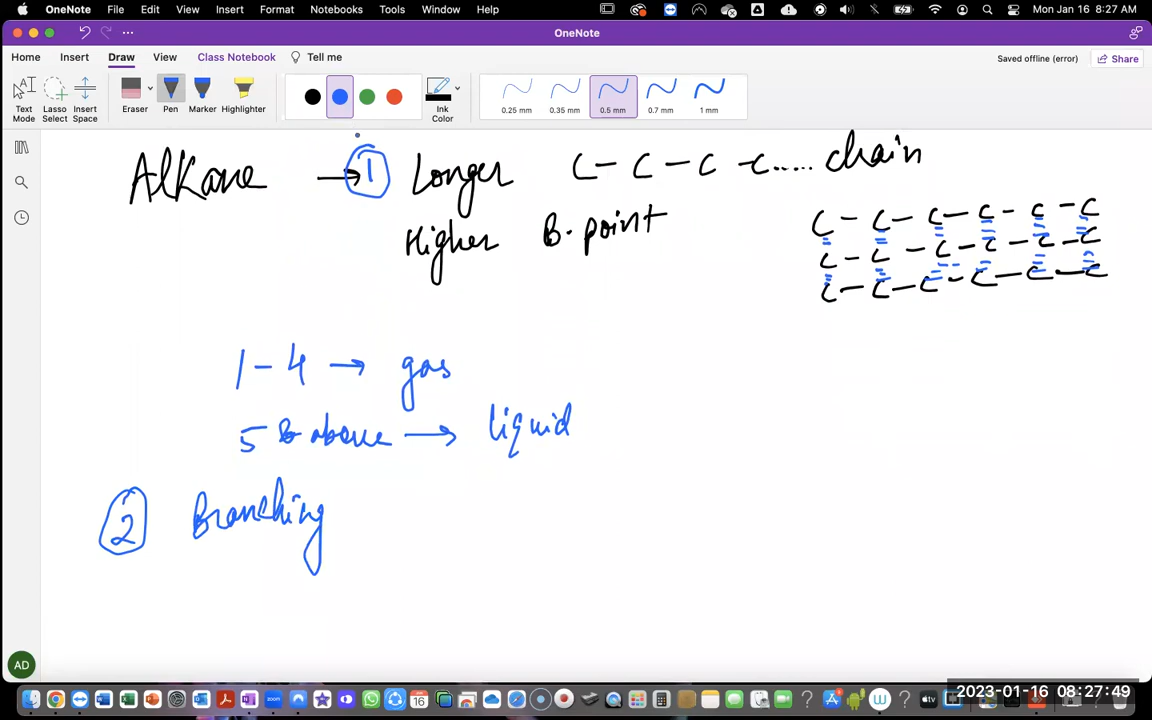 OneNote File Edit View Insert Format Notebooks Tools Window Help Mon Jan 16 8:27 AM
OneNote
Home Insert Draw View Class Notebook Tell me Saved offline (error) Share
Text Mode Lasso Select Insert Space Eraser Pen Marker Highlighter Ink Color 0.25 mm 0.35 mm 0.5 mm 0.7 mm 1 mm
Alkane → 1 Longer C - C - C - C..... chain
Higher B.point
C - C - C - C - C - C
C - C - C - C - C - C
C - C - C - C - C - C
1 - 4 → gas
5 & above → liquid
2 Branching
AD
2023-01-16 08:27:49